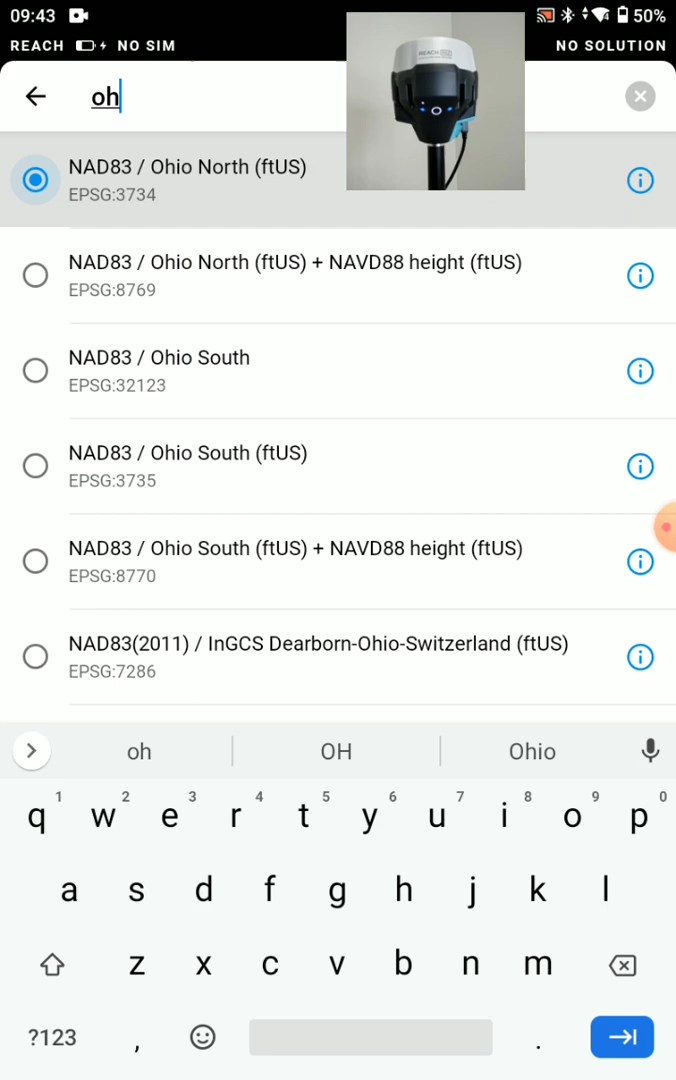 09:43
50%
REACH NO SIM
NO SOLUTION
REACH
oh
NAD83 / Ohio North (ftUS)
EPSG:3734
NAD83 / Ohio North (ftUS) + NAVD88 height (ftUS)
EPSG:8769
NAD83 / Ohio South
EPSG:32123
NAD83 / Ohio South (ftUS)
EPSG:3735
NAD83 / Ohio South (ftUS) + NAVD88 height (ftUS)
EPSG:8770
NAD83(2011) / InGCS Dearborn-Ohio-Switzerland (ftUS)
EPSG:7286
oh OH Ohio
1 2 3 4 5 6 7 8 9 0
q w e r t y u i o p
a s d f g h j k l
z x c v b n m
?123 , .